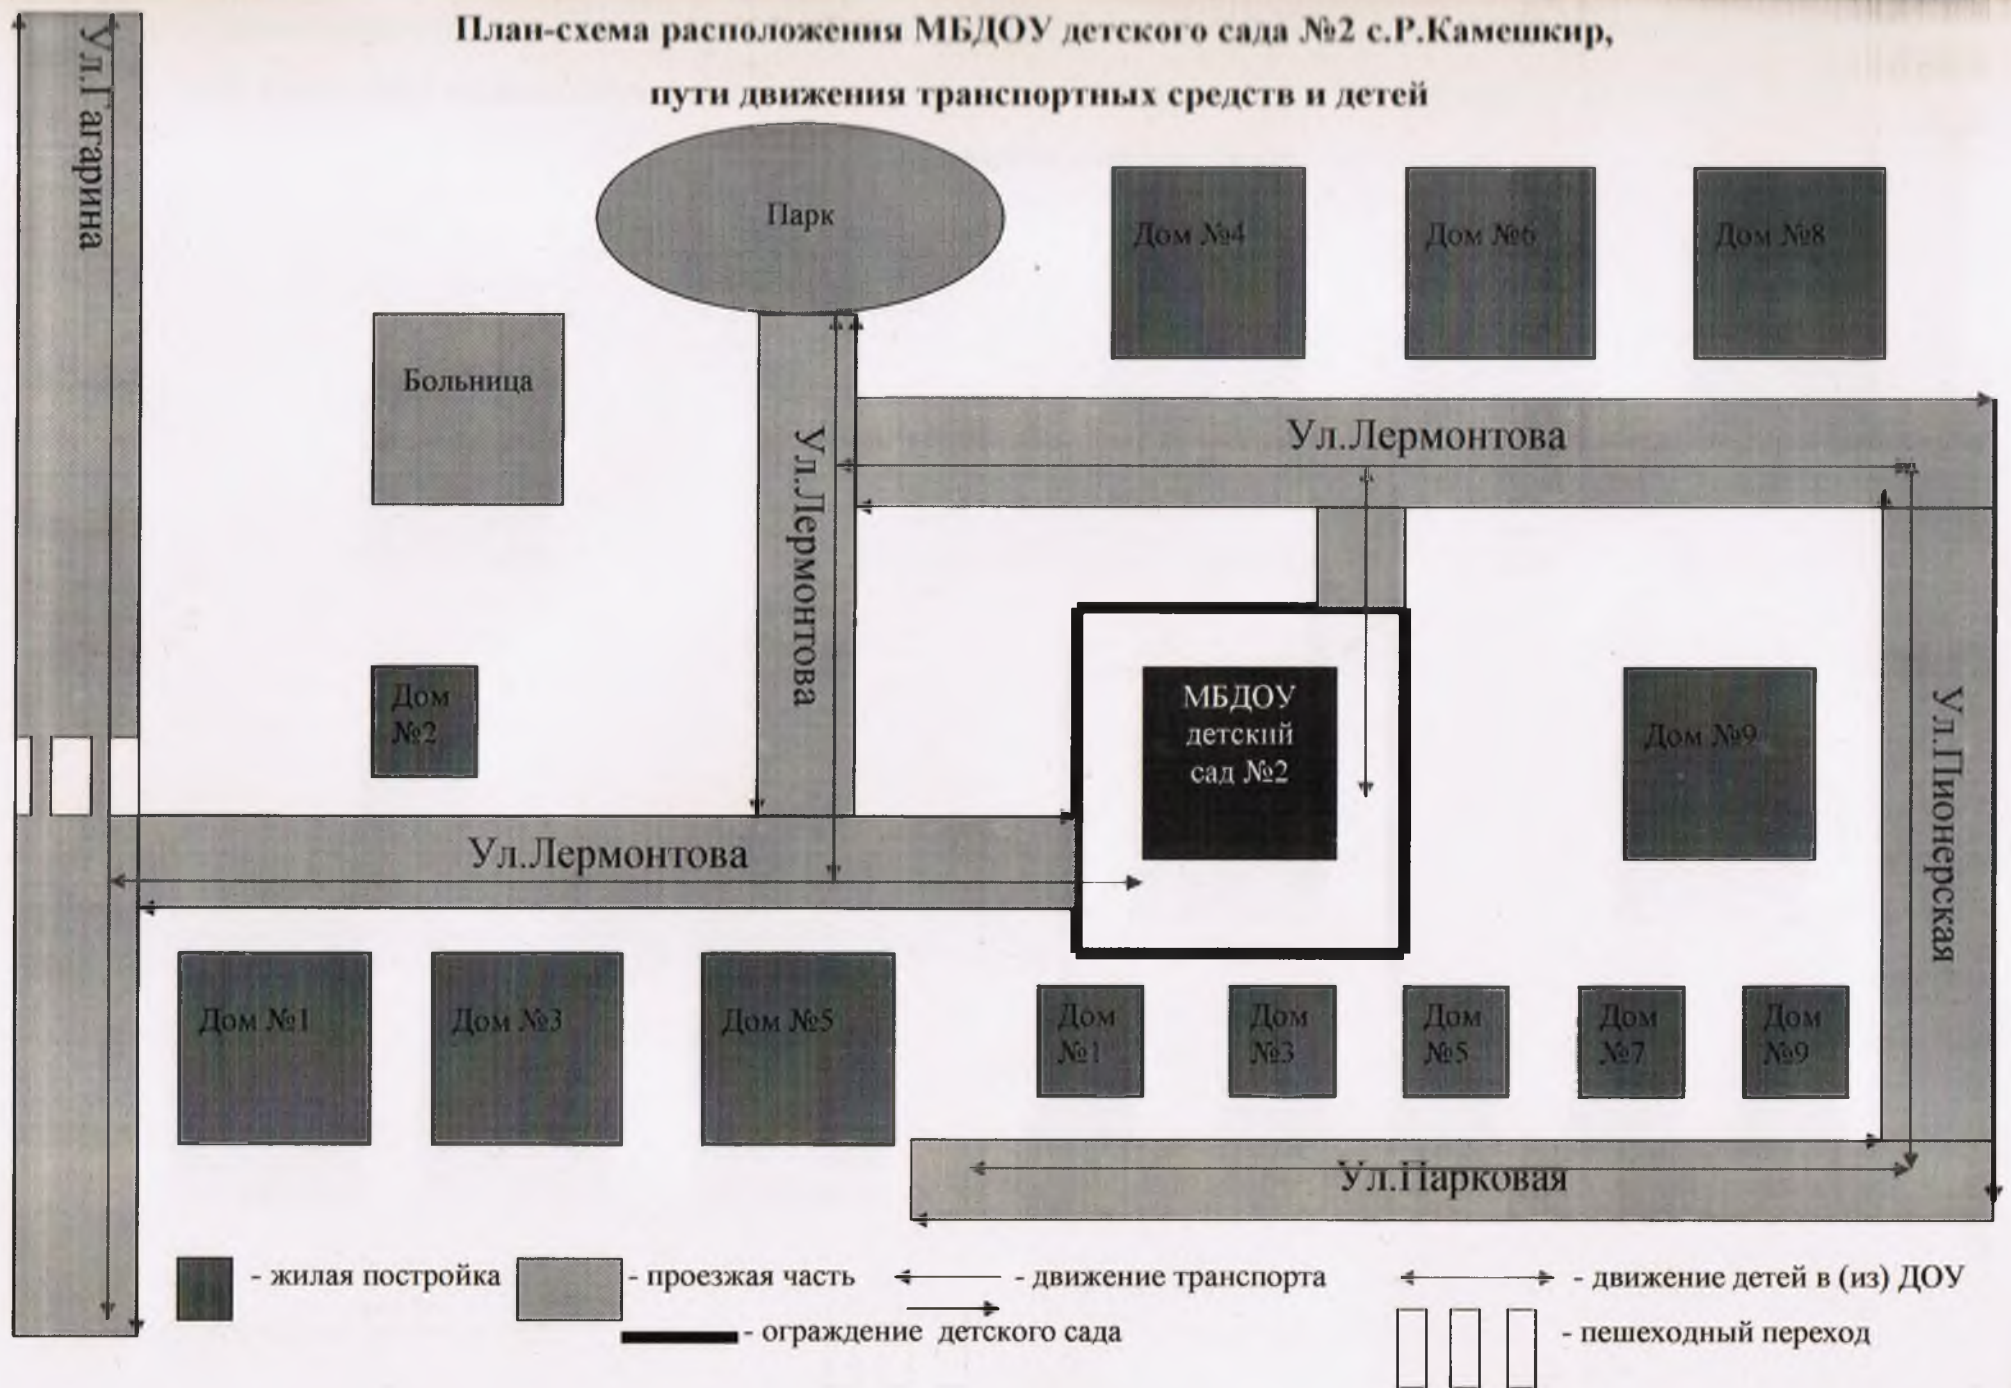 План-схема расположения МБДОУ детского сада №2 с.Р.Камешкир,
пути движения транспортных средств и детей
Ул.Гагарина
Парк
Дом №4
Дом №6
Дом №8
Больница
Ул.Лермонтова
Ул.Лермонтова
Дом
№2
МБДОУ
детский
сад №2
Дом №9
Ул.Пионерская
Ул.Лермонтова
Дом №1
Дом №3
Дом №5
Дом
№1
Дом
№3
Дом
№5
Дом
№7
Дом
№9
Ул.Парковая
- жилая постройка
- проезжая часть
- движение транспорта
- движение детей в (из) ДОУ
- ограждение детского сада
- пешеходный переход